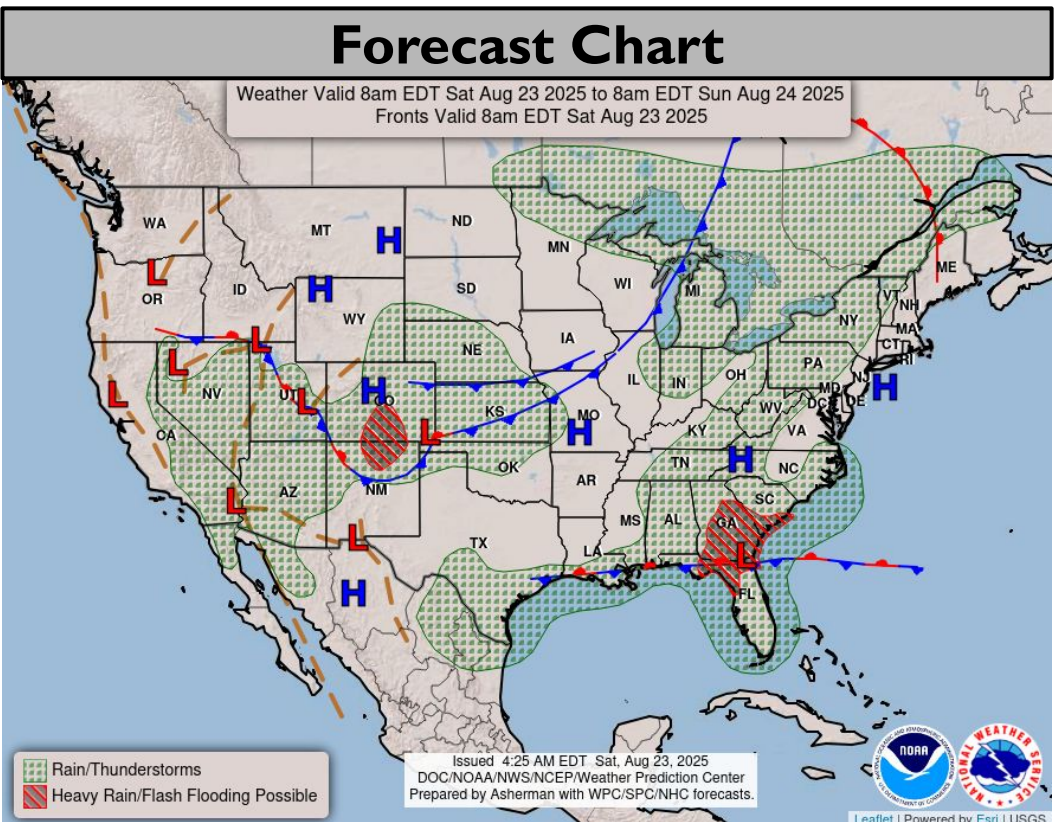 Forecast Chart
Weather Valid 8am EDT Sat Aug 23 2025 to 8am EDT Sun Aug 24 2025
Fronts Valid 8am EDT Sat Aug 23 2025
WA
MT
H
ND
MN
ME
L
OR
ID
H
SD
WI
MI
VT
NH
WY
NY
MA
L
IA
CT
RI
L
NE
PA
NV
UT
L
H
CO
IL
IN
OH
NJ
H
MD
DE
DC
L
CA
L
KS
MO
H
WV
VA
KY
H
NC
AZ
NM
OK
AR
TN
SC
L
L
TX
MS
AL
GA
LA
L
H
FL
Rain/Thunderstorms
Heavy Rain/Flash Flooding Possible
Issued 4:25 AM EDT Sat, Aug 23, 2025
DOC/NOAA/NWS/NCEP/Weather Prediction Center
Prepared by Asherman with WPC/SPC/NHC forecasts.
NOAA
NATIONAL WEATHER SERVICE
Leaflet | Powered by Esri | USGS